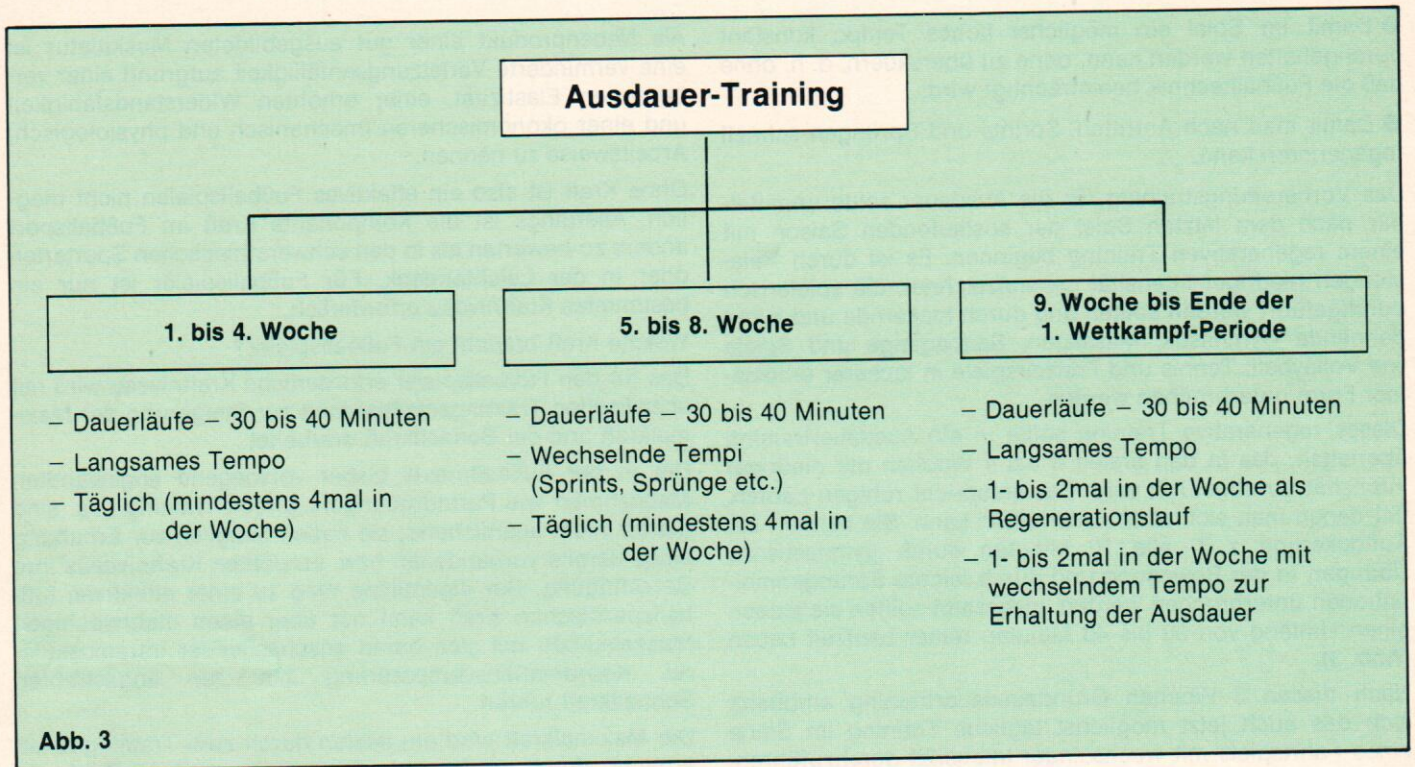 Ausdauer-Training
1. bis 4. Woche
– Dauerläufe – 30 bis 40 Minuten
– Langsames Tempo
– Täglich (mindestens 4mal in
der Woche)
5. bis 8. Woche
– Dauerläufe – 30 bis 40 Minuten
– Wechselnde Tempi
(Sprints, Sprünge etc.)
– Täglich (mindestens 4mal in
der Woche)
9. Woche bis Ende der
1. Wettkampf-Periode
– Dauerläufe – 30 bis 40 Minuten
– Langsames Tempo
– 1- bis 2mal in der Woche als
Regenerationslauf
– 1- bis 2mal in der Woche mit
wechselndem Tempo zur
Erhaltung der Ausdauer
Abb. 3